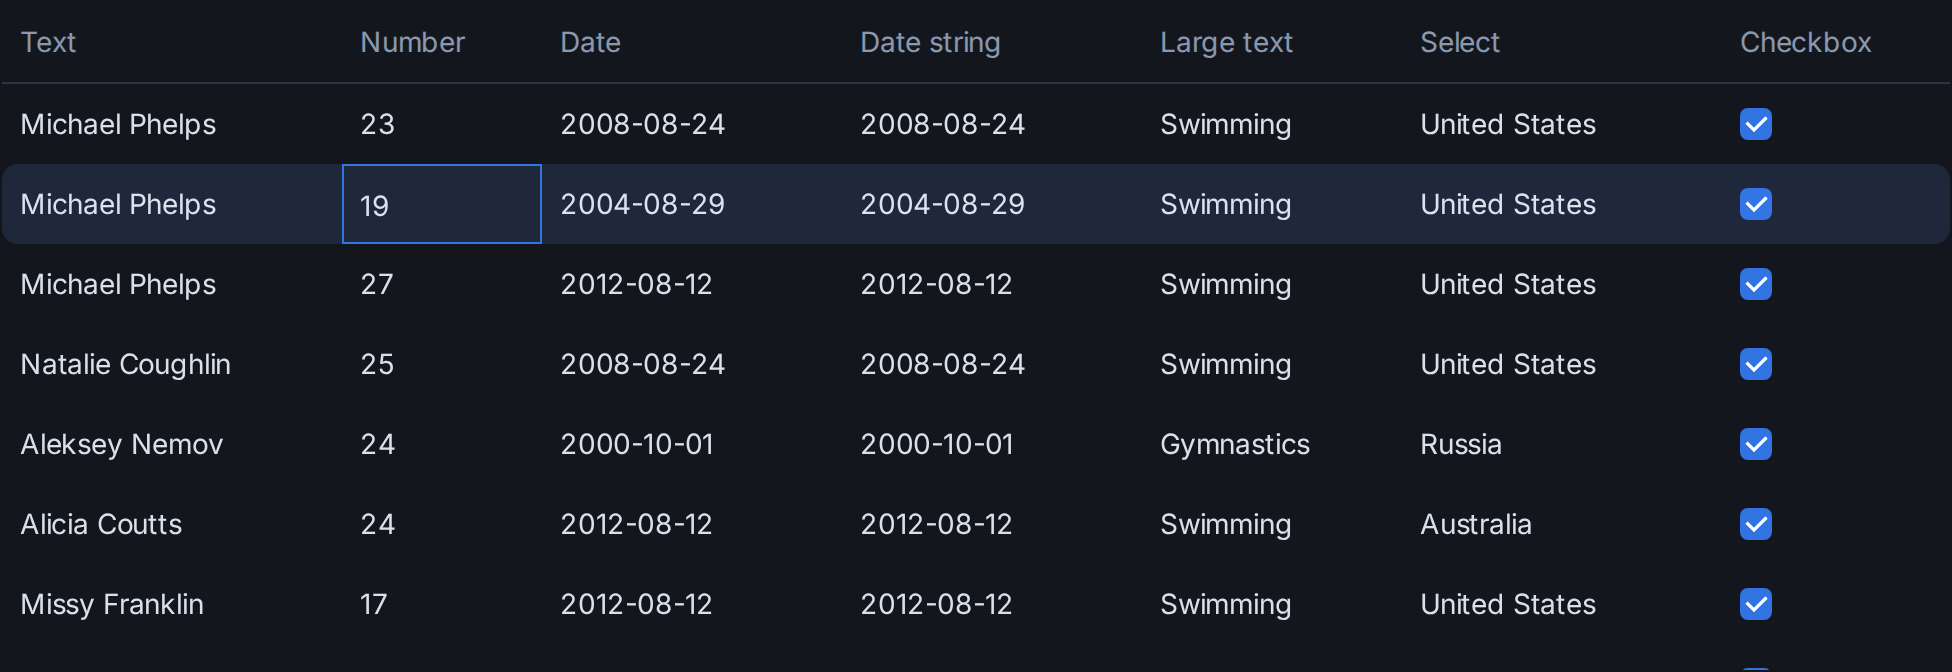 Text Number Date Date string Large text Select Checkbox
Michael Phelps 23 2008-08-24 2008-08-24 Swimming United States
Michael Phelps 19 2004-08-29 2004-08-29 Swimming United States
Michael Phelps 27 2012-08-12 2012-08-12 Swimming United States
Natalie Coughlin 25 2008-08-24 2008-08-24 Swimming United States
Aleksey Nemov 24 2000-10-01 2000-10-01 Gymnastics Russia
Alicia Coutts 24 2012-08-12 2012-08-12 Swimming Australia
Missy Franklin 17 2012-08-12 2012-08-12 Swimming United States